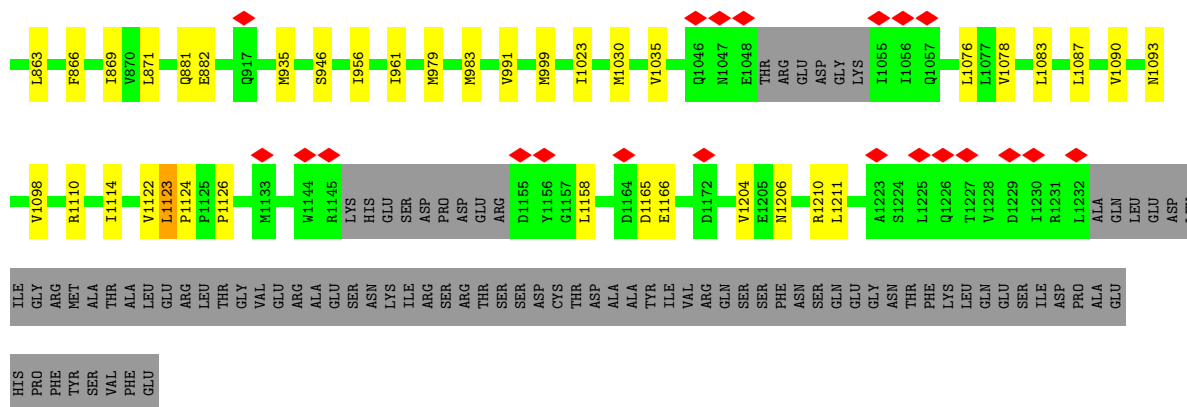 L863 F866 I869 V870 L871 Q881 E882 Q917 M935 S946 I956 I961 M979 M983 V991 M999 I1023 M1030 V1035 Q1046 N1047 E1048 THR ARG GLU ASP GLY LYS I1055 I1056 Q1057 L1076 L1077 V1078 L1083 L1087 V1090 N1093
V1098 R1110 I1114 V1122 L1123 P1124 P1125 P1126 M1133 W1144 R1145 LYS HIS GLU SER ASP PRO ASP GLU ARG D1155 Y1156 G1157 L1158 D1164 D1165 E1166 D1172 V1204 E1205 N1206 R1210 L1211 A1223 S1224 L1225 Q1226 T1227 V1228 D1229 I1230 R1231 L1232 ALA GLN LEU GLU ASP
ILE GLY ARG MET ALA THR ALA LEU GLU ARG LEU THR GLY VAL GLU ARG ALA GLU SER ASN LYS ILE ARG SER ARG THR SER SER ASP CYS THR ASP ALA ALA TYR ILE VAL ARG GLN SER SER PHE ASN SER GLN GLU GLY ASN THR PHE LYS LEU GLN GLU SER ILE ASP PRO ALA GLU
HIS PRO PHE TYR SER VAL PHE GLU